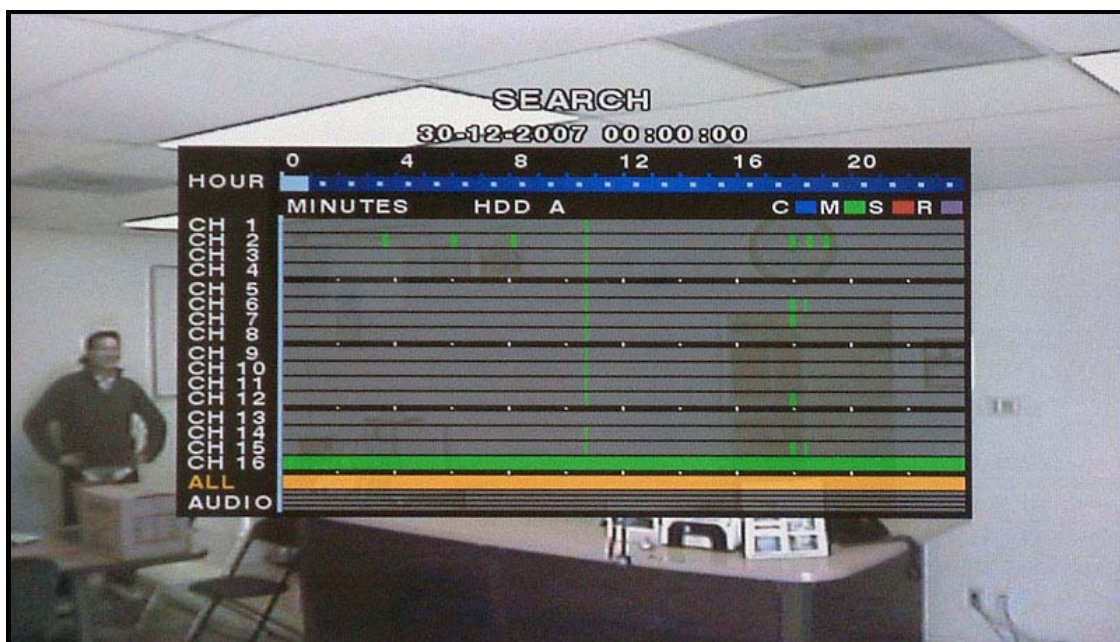 SEARCH
30-12-2007 00:00:00
0 4 8 12 16 20
HOUR
MINUTES HDD A C M S R
CH 1
CH 2
CH 3
CH 4
CH 5
CH 6
CH 7
CH 8
CH 9
CH 10
CH 11
CH 12
CH 13
CH 14
CH 15
CH 16
ALL
AUDIO